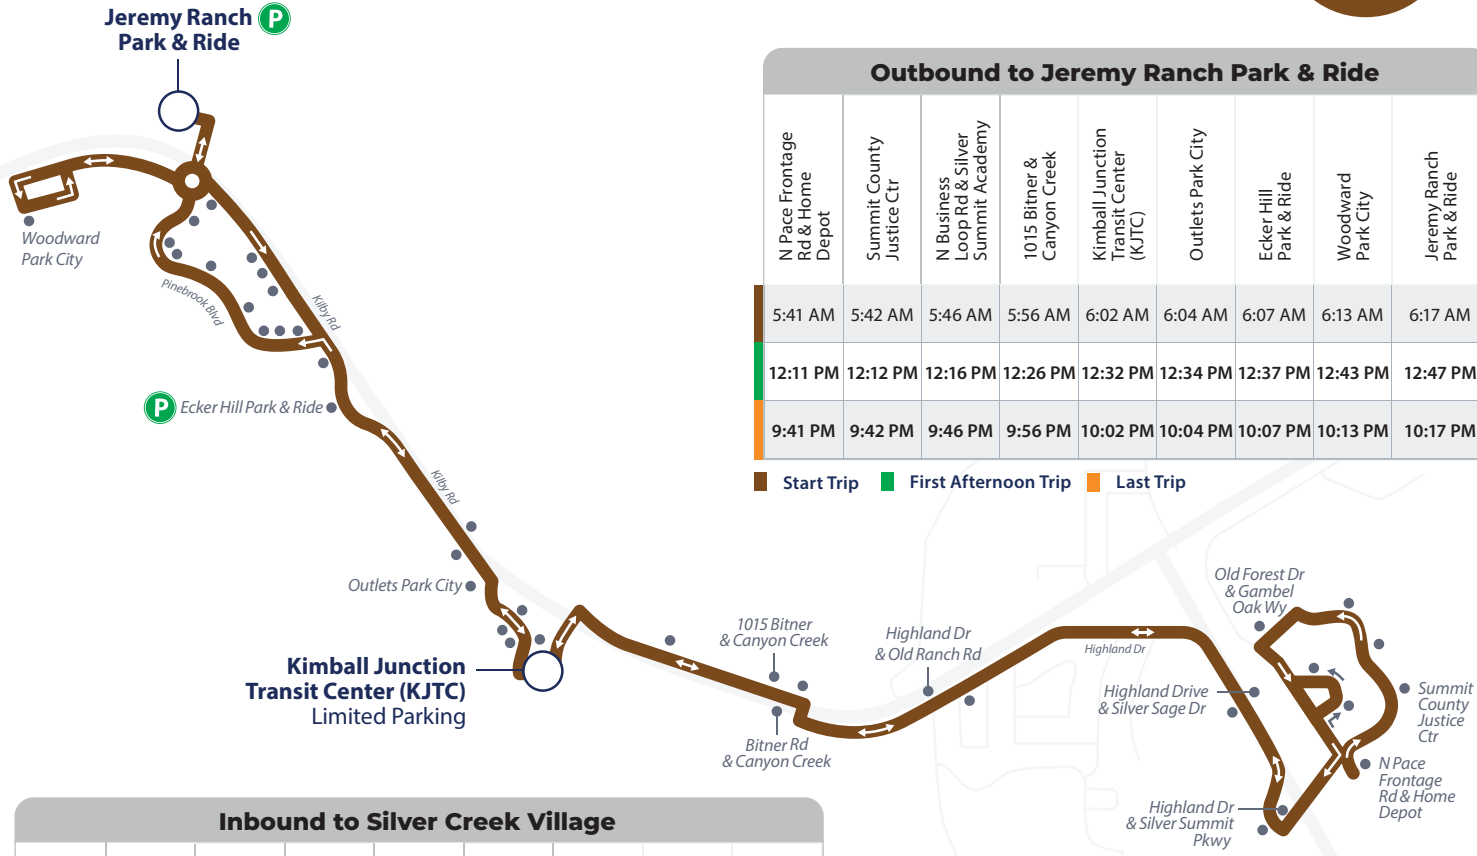 Jeremy Ranch
Park & Ride
P
Woodward
Park City
Pinebrook Blvd
Kilby Rd
P
Ecker Hill Park & Ride
Kilby Rd
Outlets Park City
Kimball Junction
Transit Center (KJTC)
Limited Parking
1015 Bitner
& Canyon Creek
Bitner Rd
& Canyon Creek
Highland Dr
& Old Ranch Rd
Highland Dr
Highland Drive
& Silver Sage Dr
Highland Dr
& Silver Summit
Pkwy
Old Forest Dr
& Gambel
Oak Wy
Summit
County
Justice
Ctr
N Pace
Frontage
Rd & Home
Depot
Outbound to Jeremy Ranch Park & Ride
N Pace Frontage
Rd & Home
Depot
Summit County
Justice Ctr
N Business
Loop Rd & Silver
Summit Academy
1015 Bitner &
Canyon Creek
Kimball Junction
Transit Center
(KJTC)
Outlets Park City
Ecker Hill
Park & Ride
Woodward
Park City
Jeremy Ranch
Park & Ride
5:41 AM 5:42 AM 5:46 AM 5:56 AM 6:02 AM 6:04 AM 6:07 AM 6:13 AM 6:17 AM
12:11 PM 12:12 PM 12:16 PM 12:26 PM 12:32 PM 12:34 PM 12:37 PM 12:43 PM 12:47 PM
9:41 PM 9:42 PM 9:46 PM 9:56 PM 10:02 PM 10:04 PM 10:07 PM 10:13 PM 10:17 PM
Start Trip First Afternoon Trip Last Trip
Inbound to Silver Creek Village